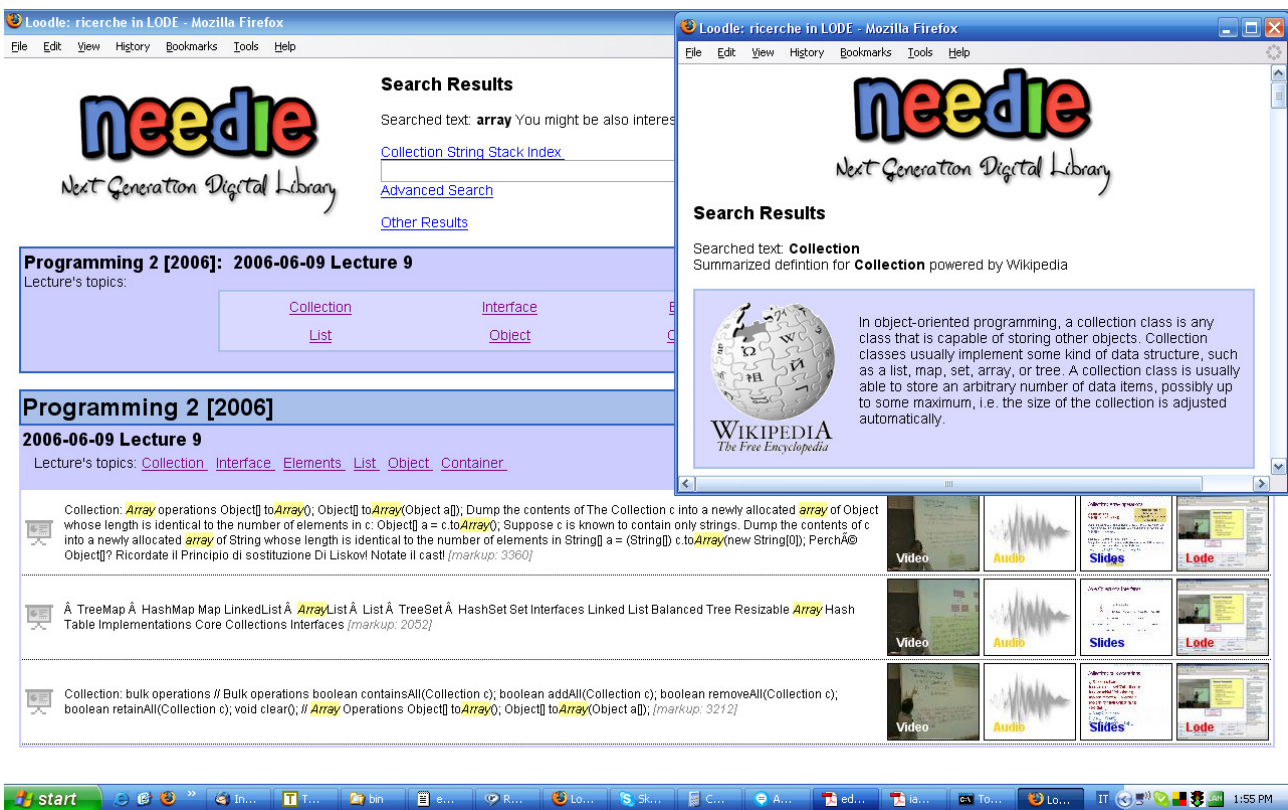 Loodle: ricerche in LODE - Mozilla Firefox
File Edit View History Bookmarks Tools Help
needle
Next Generation Digital Library
Search Results
Searched text: array You might be also interes
Collection String Stack Index
Advanced Search
Other Results
Programming 2 [2006]: 2006-06-09 Lecture 9
Lecture's topics:
Collection Interface E
List Object
Programming 2 [2006]
2006-06-09 Lecture 9
Lecture's topics: Collection Interface Elements List Object Container
Collection: Array operations Object[] toArray(); Object[] toArray(Object a[]); Dump the contents of The Collection c into a newly allocated array of Object
whose length is identical to the number of elements in c: Object[] a = c.toArray(); Suppose c is known to contain only strings. Dump the contents of c
into a newly allocated array of String whose length is identical to the number of elements in String[] a = (String[]) c.toArray(new String[0]); PerchÃ©
Object[]? Ricordate il Principio di sostituzione Di Liskov! Notate il cast! [markup: 3360]
Video Audio Slides Lode
Â TreeMap Â HashMap Map LinkedList Â ArrayList Â List Â TreeSet Â HashSet Set Interfaces Linked List Balanced Tree Resizable Array Hash
Table Implementations Core Collections Interfaces [markup: 2052]
Video Audio Slides Lode
Collection: bulk operations // Bulk operations boolean containsAll(Collection c); boolean addAll(Collection c); boolean removeAll(Collection c);
boolean retainAll(Collection c); void clear(); // Array Operations Object[] toArray(); Object[] toArray(Object a[]); [markup: 3212]
Video Audio Slides Lode
Loodle: ricerche in LODE - Mozilla Firefox
File Edit View History Bookmarks Tools Help
needle
Next Generation Digital Library
Search Results
Searched text: Collection
Summarized defintion for Collection powered by Wikipedia
WIKIPEDIA
The Free Encyclopedia
In object-oriented programming, a collection class is any
class that is capable of storing other objects. Collection
classes usually implement some kind of data structure, such
as a list, map, set, array, or tree. A collection class is usually
able to store an arbitrary number of data items, possibly up
to some maximum, i.e. the size of the collection is adjusted
automatically.
start » In... T... bin e... R... Lo... Sk... C... A... ed... ia... To... Lo... IT 1:55 PM